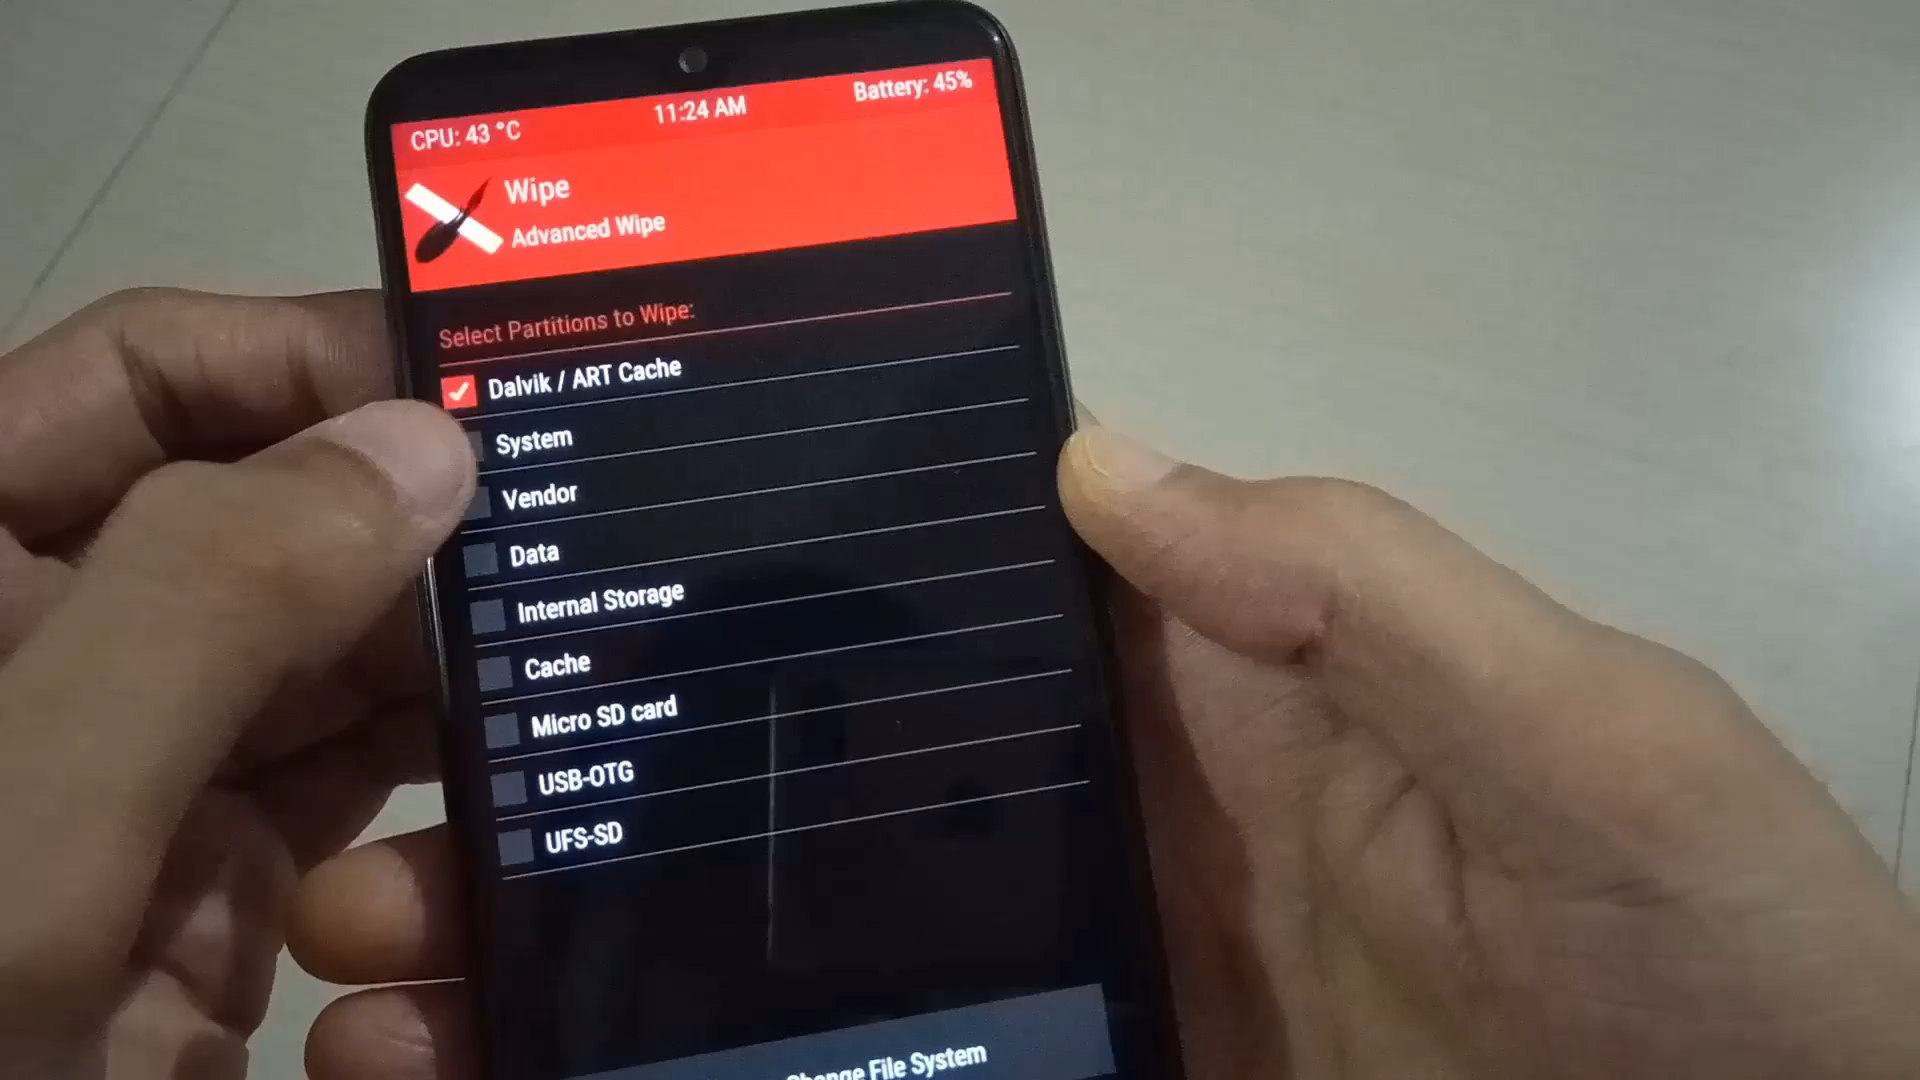 CPU: 43 °C 11:24 AM Battery: 45%
Wipe
Advanced Wipe
Select Partitions to Wipe:
Dalvik / ART Cache
System
Vendor
Data
Internal Storage
Cache
Micro SD card
USB-OTG
UFS-SD
Change File System